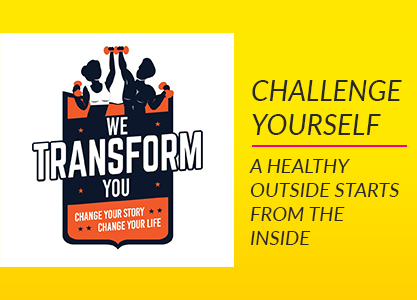 WE
TRANSFORM
YOU
CHANGE YOUR STORY
CHANGE YOUR LIFE
CHALLENGE
YOURSELF
A HEALTHY
OUTSIDE STARTS
FROM THE
INSIDE